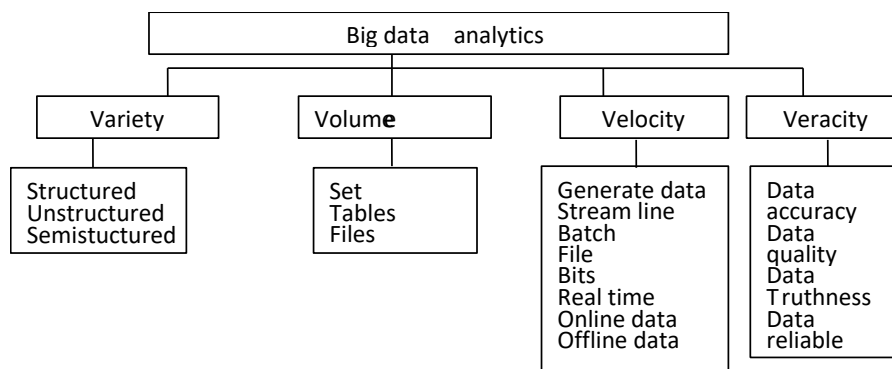 Big data analytics
Variety
Volume
Velocity
Veracity
Structured
Unstructured
Semistuctured
Set
Tables
Files
Generate data
Stream line
Batch
File
Bits
Real time
Online data
Offline data
Data
accuracy
Data
quality
Data
Truthness
Data
reliable